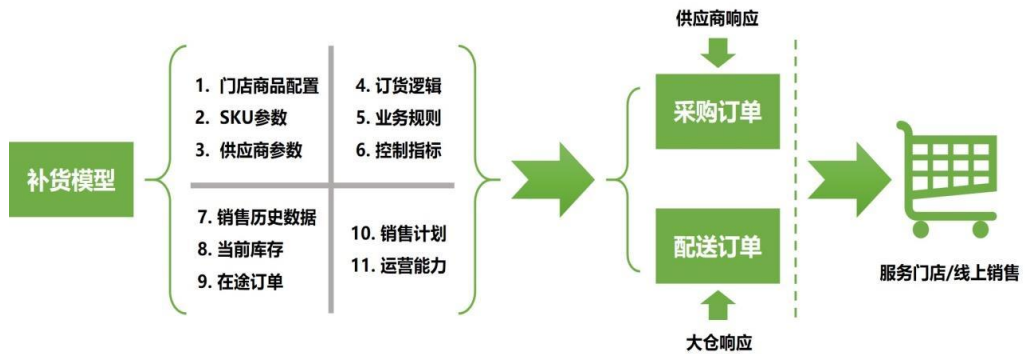 补货模型
1. 门店商品配置
2. SKU参数
3. 供应商参数
4. 订货逻辑
5. 业务规则
6. 控制指标
7. 销售历史数据
8. 当前库存
9. 在途订单
10. 销售计划
11. 运营能力
供应商响应
采购订单
配送订单
大仓响应
服务门店/线上销售